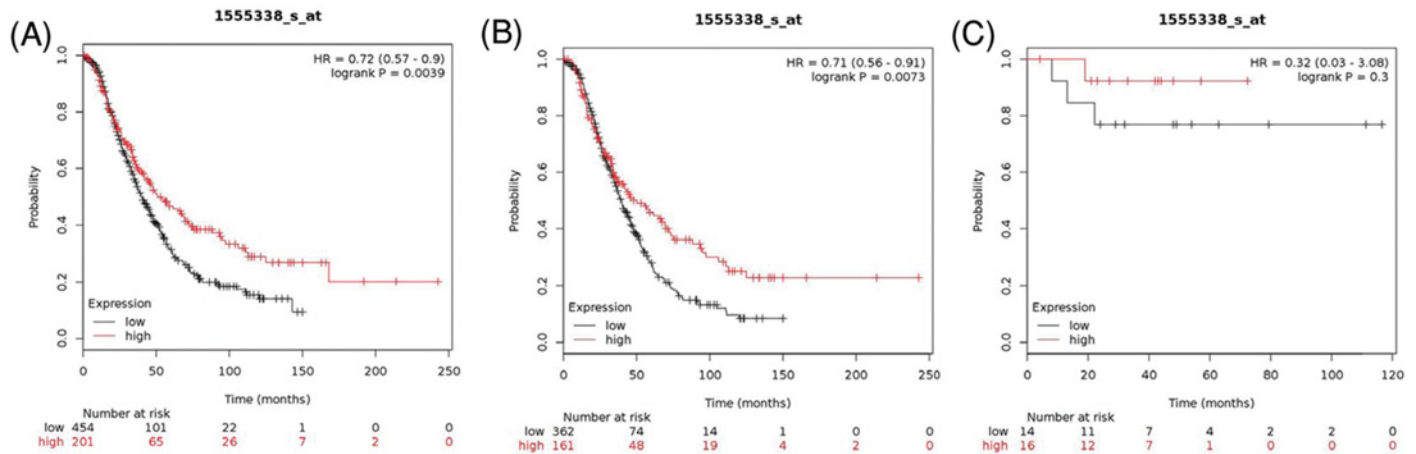 (A)
1555338_s_at
HR = 0.72 (0.57 - 0.9)
logrank P = 0.0039
Probability
1.0
0.8
0.6
0.4
0.2
0.0
Expression
low
high
0 50 100 150 200 250
Time (months)
Number at risk
low 454 101 22 1 0 0
high 201 65 26 7 2 0
(B)
1555338_s_at
HR = 0.71 (0.56 - 0.91)
logrank P = 0.0073
Probability
1.0
0.8
0.6
0.4
0.2
0.0
Expression
low
high
0 50 100 150 200 250
Time (months)
Number at risk
low 362 74 14 1 0 0
high 161 48 19 4 2 0
(C)
1555338_s_at
HR = 0.32 (0.03 - 3.08)
logrank P = 0.3
Probability
1.0
0.8
0.6
0.4
0.2
0.0
Expression
low
high
0 20 40 60 80 100 120
Time (months)
Number at risk
low 14 11 7 4 2 2 0
high 16 12 7 1 0 0 0